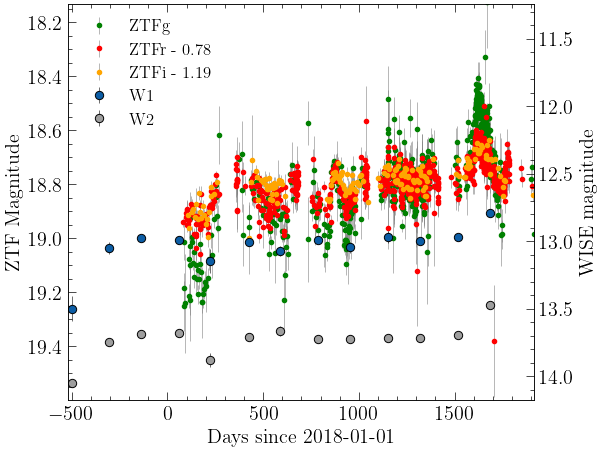 ZTFg
ZTFr - 0.78
ZTFi - 1.19
W1
W2
18.2
18.4
18.6
18.8
19.0
19.2
19.4
ZTF Magnitude
11.5
12.0
12.5
13.0
13.5
14.0
WISE magnitude
−500
0
500
1000
1500
Days since 2018-01-01